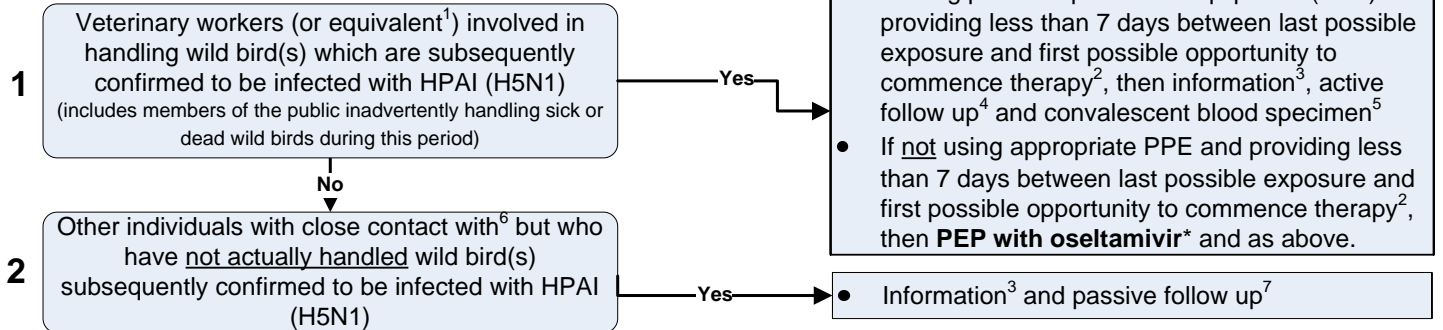 1
Veterinary workers (or equivalent1) involved in
handling wild bird(s) which are subsequently
confirmed to be infected with HPAI (H5N1)
(includes members of the public inadvertently handling sick or
dead wild birds during this period)
Yes
providing less than 7 days between last possible
exposure and first possible opportunity to
commence therapy2, then information3, active
follow up4 and convalescent blood specimen5
• If not using appropriate PPE and providing less
than 7 days between last possible exposure and
first possible opportunity to commence therapy2,
then PEP with oseltamivir* and as above.
No
2
Other individuals with close contact with6 but who
have not actually handled wild bird(s)
subsequently confirmed to be infected with HPAI
(H5N1)
Yes
• Information3 and passive follow up7